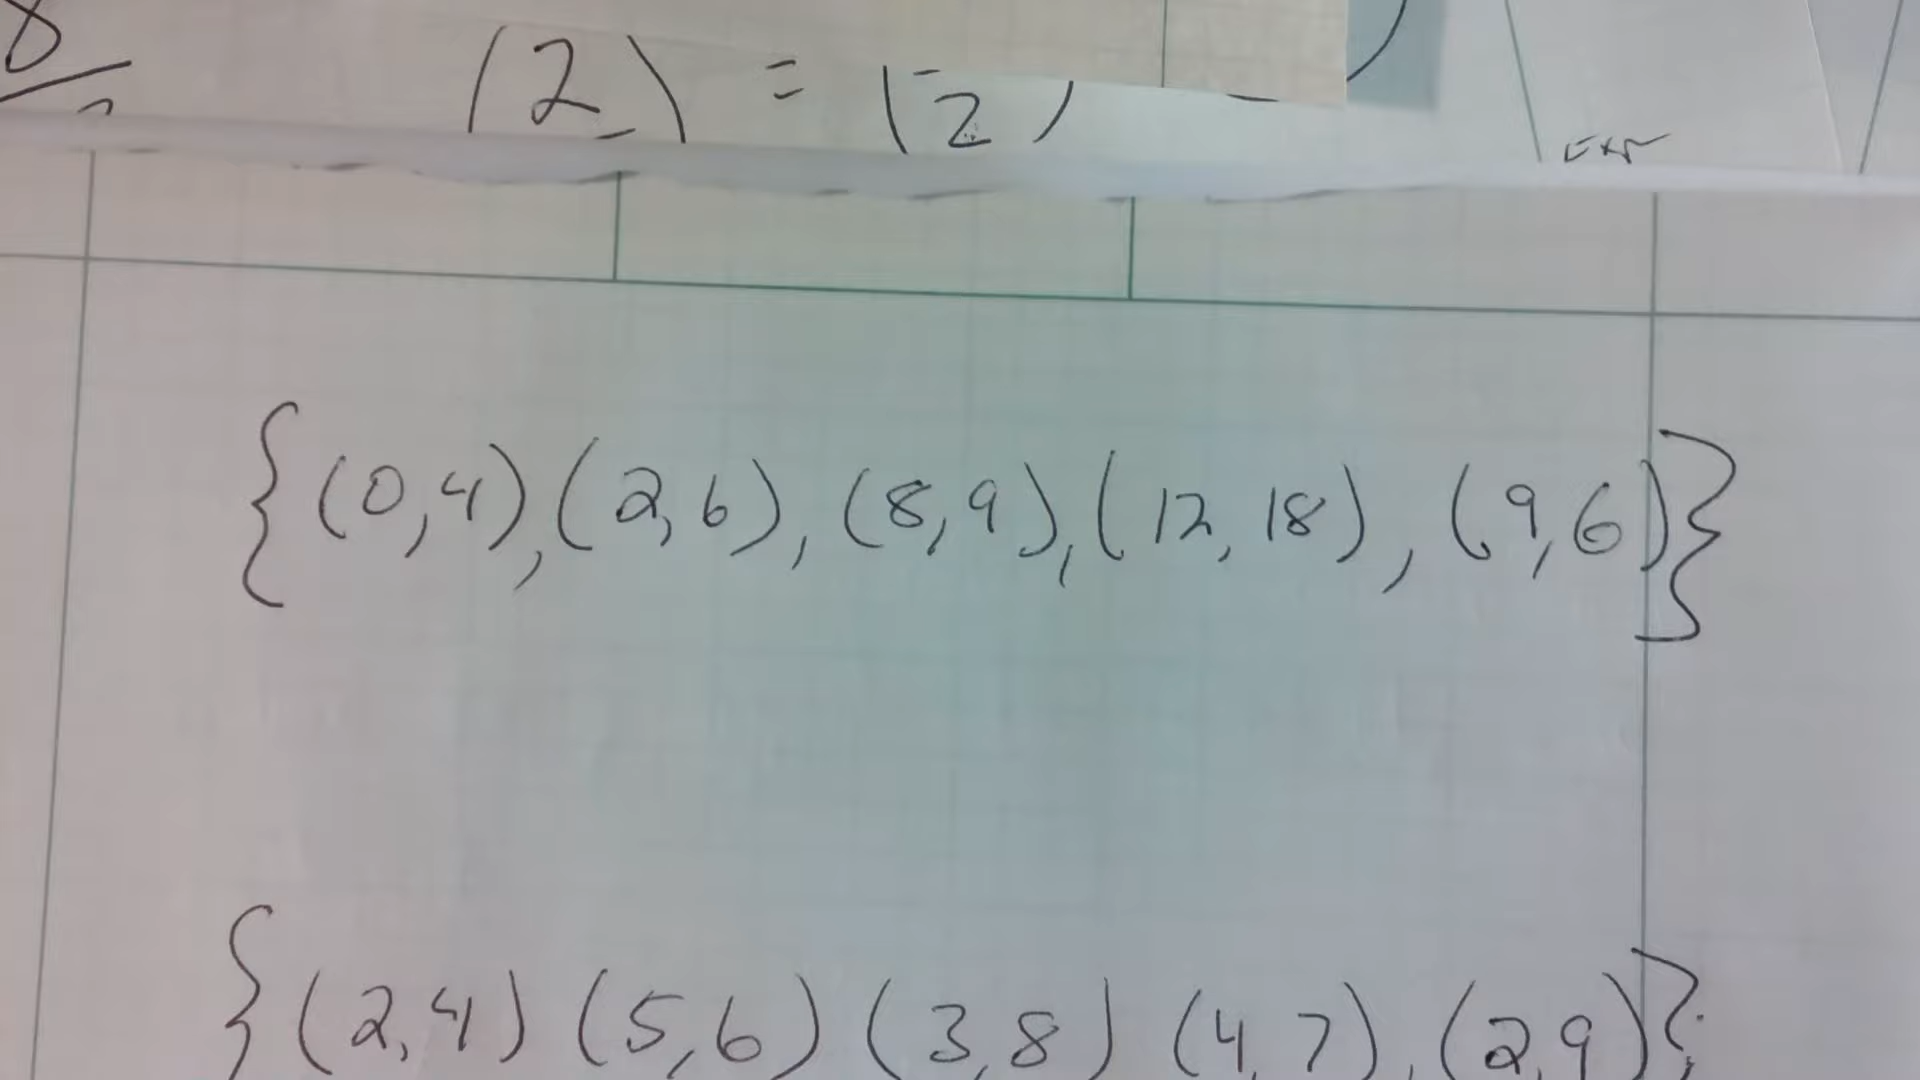 8
(2) = (2)
{(0,4),(2,6),(8,9),(12,18),(9,6)}
{(2,4) (5,6) (3,8) (4,7),(2,9)}